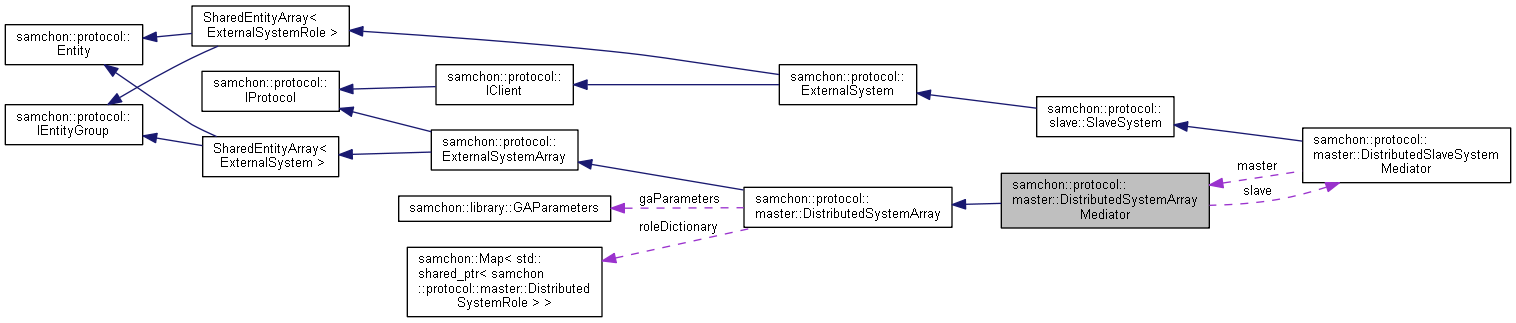 samchon::protocol::
Entity
samchon::protocol::
IEntityGroup
SharedEntityArray<
ExternalSystemRole >
samchon::protocol::
IProtocol
SharedEntityArray<
ExternalSystem >
samchon::protocol::
IClient
samchon::protocol::
ExternalSystemArray
samchon::library::GAParameters
samchon::Map< std::
shared_ptr< samchon
::protocol::master::Distributed
SystemRole > >
gaParameters
roleDictionary
samchon::protocol::
ExternalSystem
samchon::protocol::
master::DistributedSystemArray
samchon::protocol::
slave::SlaveSystem
samchon::protocol::
master::DistributedSystemArray
Mediator
master
slave
samchon::protocol::
master::DistributedSlaveSystem
Mediator